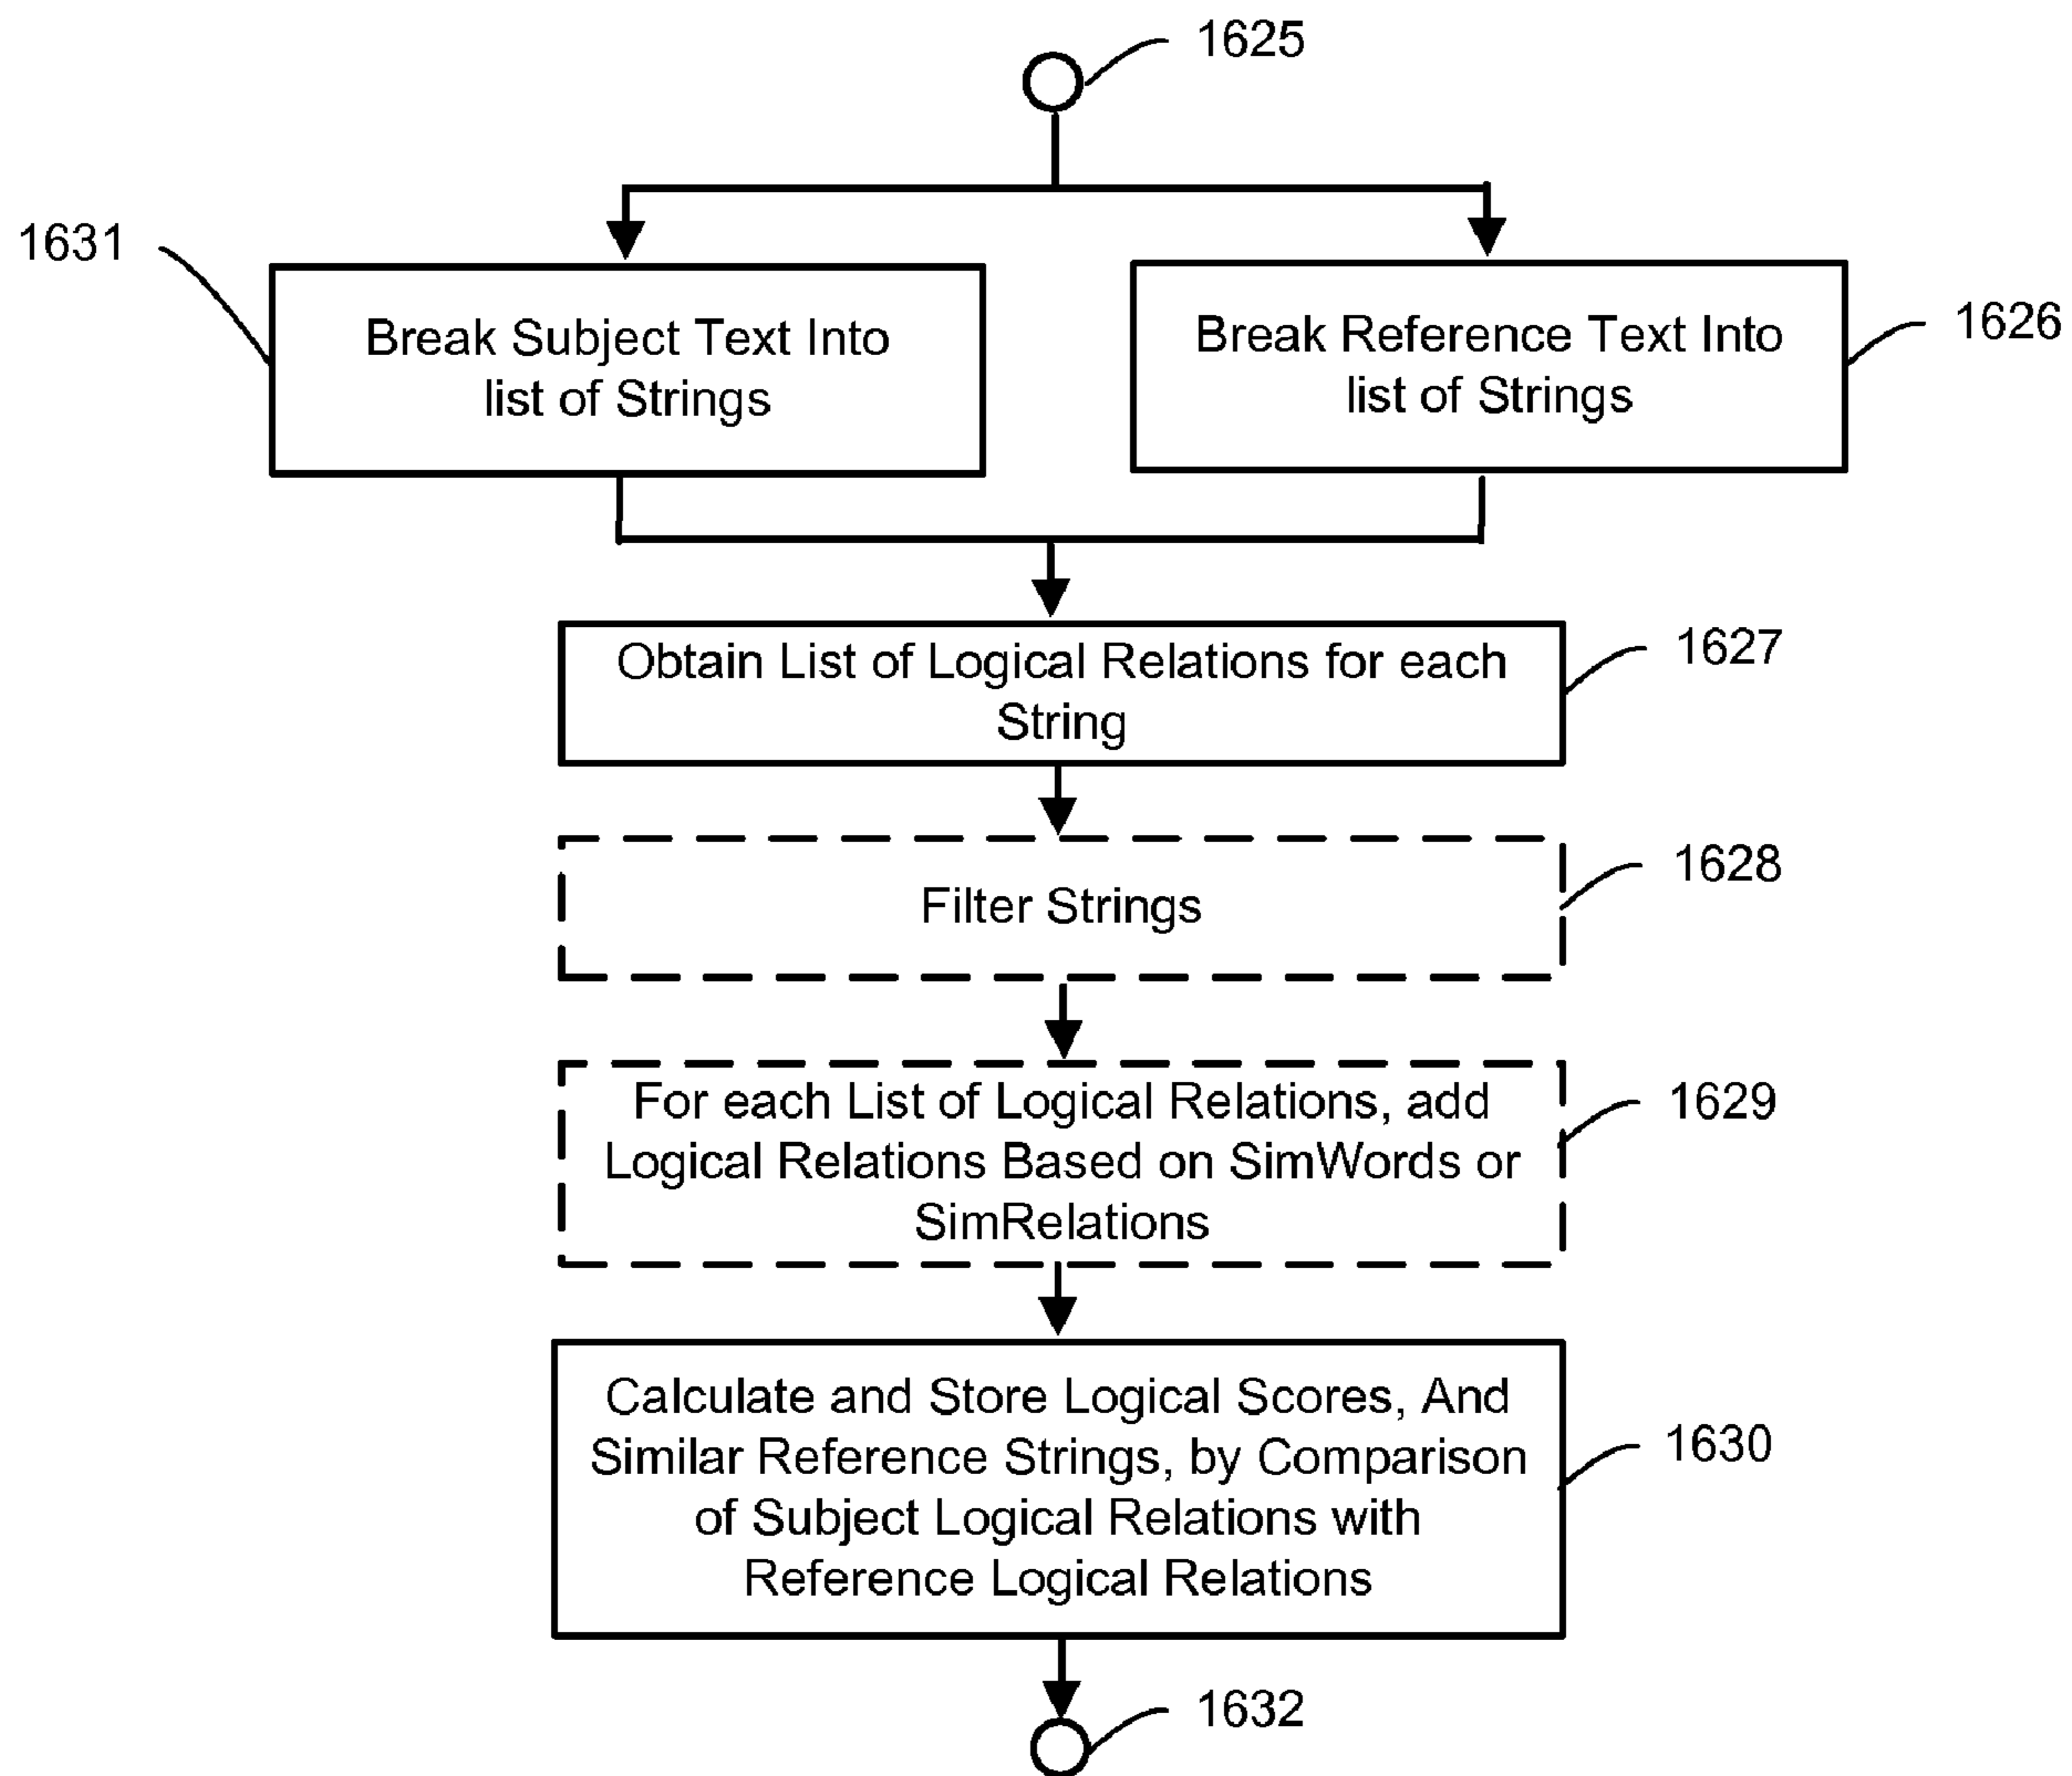 1625
1631
Break Subject Text Into
list of Strings
Break Reference Text Into
list of Strings
1626
Obtain List of Logical Relations for each
String
1627
Filter Strings
1628
For each List of Logical Relations, add
Logical Relations Based on SimWords or
SimRelations
1629
Calculate and Store Logical Scores, And
Similar Reference Strings, by Comparison
of Subject Logical Relations with
Reference Logical Relations
1630
1632